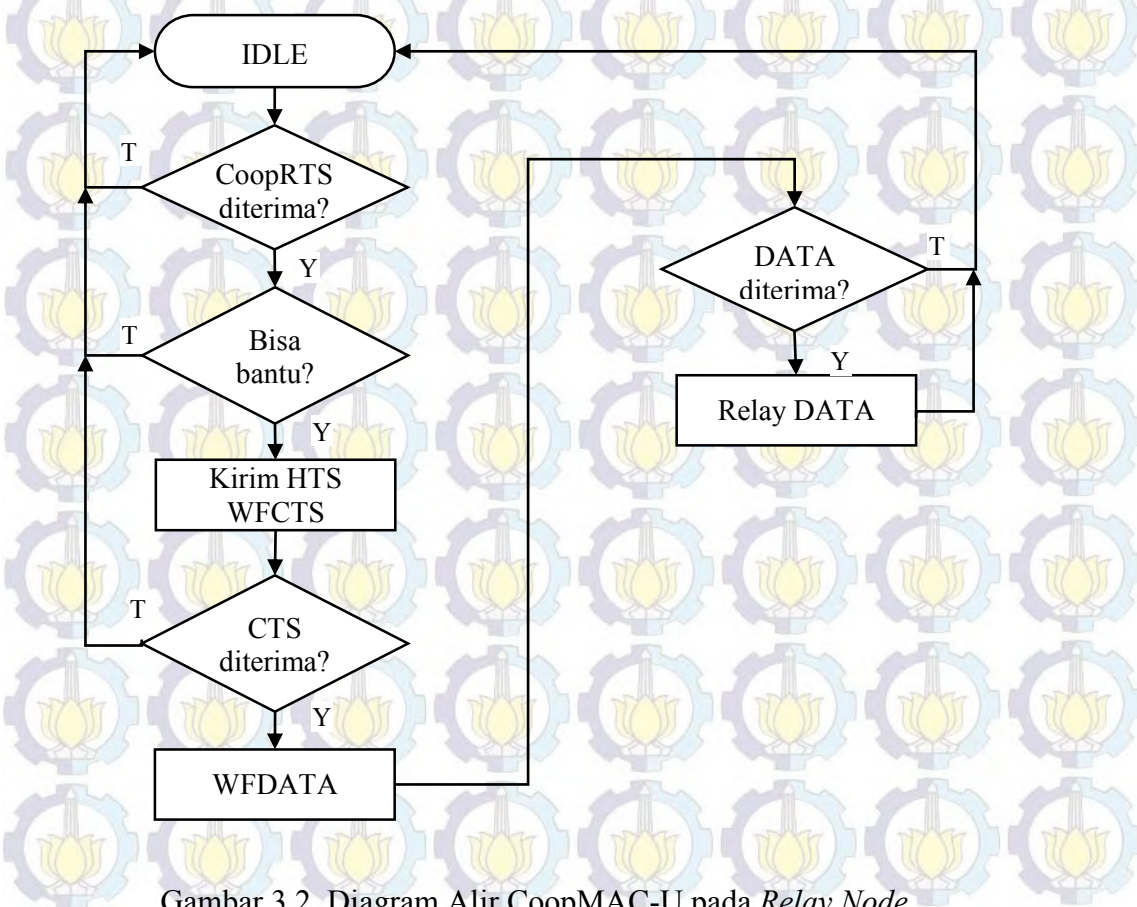 IDLE
T
CoopRTS
diterima?
Y
T
Bisa
bantu?
Y
Kirim HTS
WFCTS
T
CTS
diterima?
Y
WFDATA
DATA
diterima?
T
Y
Relay DATA
Gambar 3.2 Diagram Alir CoopMAC-U pada Relay Node